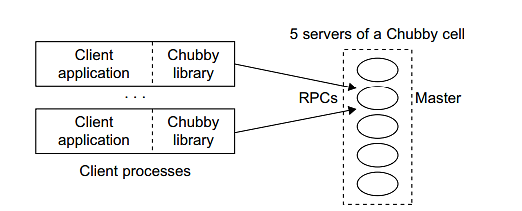 5 servers of a Chubby cell
Client application
Chubby library
. . .
RPCs
Master
Client application
Chubby library
Client processes